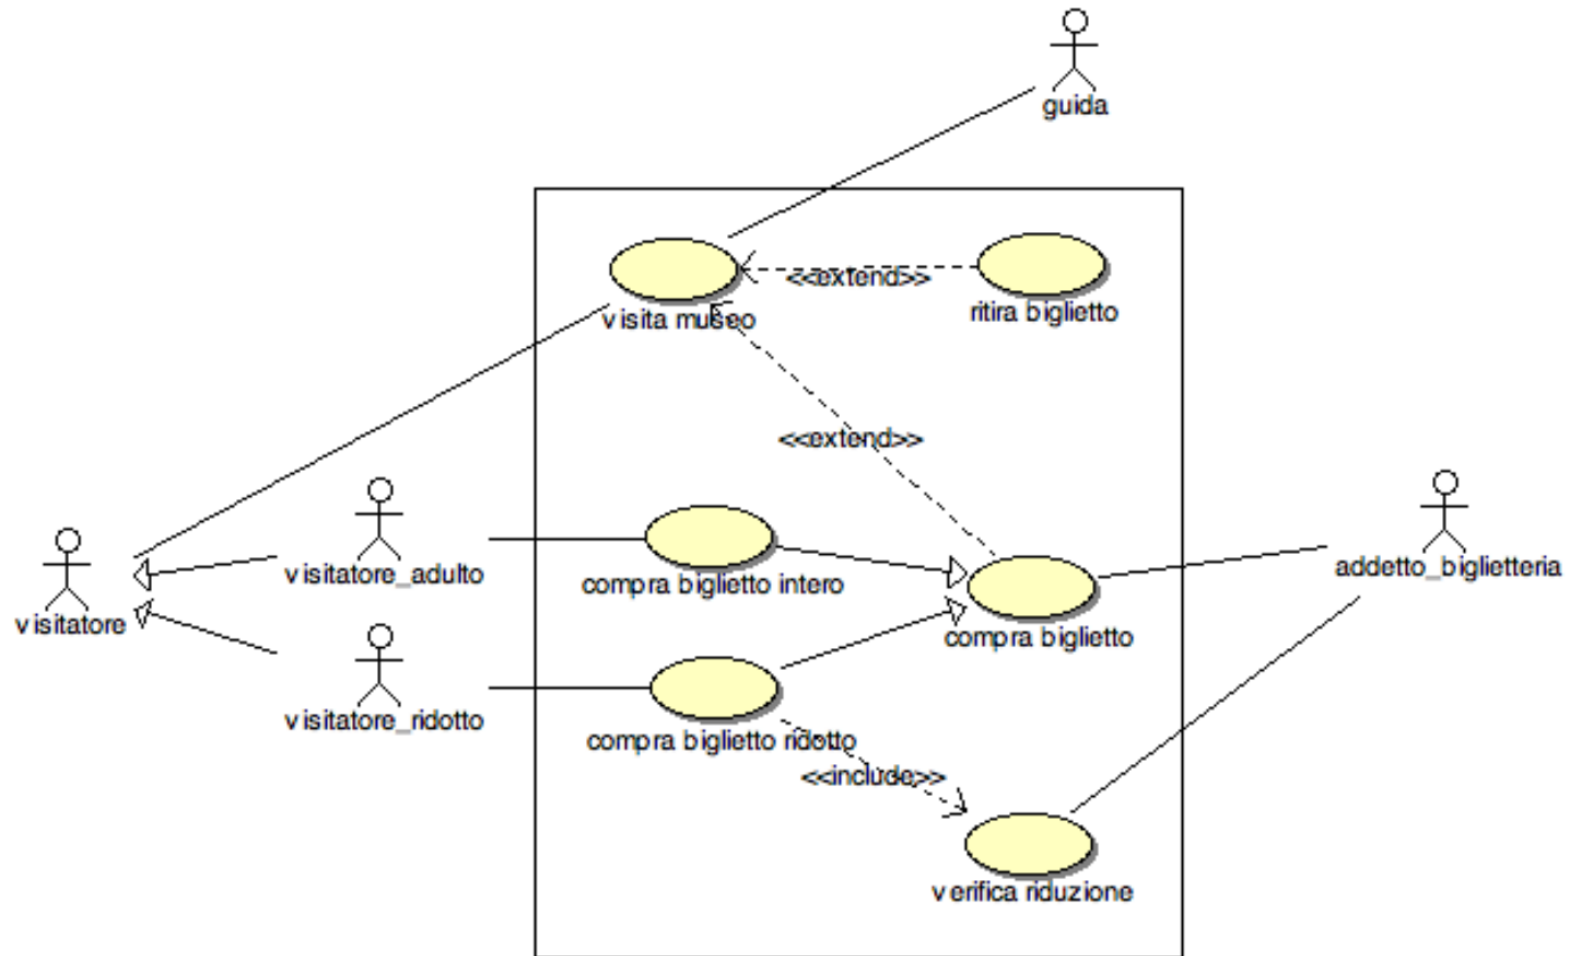 guida
<<extend>>
visita museo
ritira biglietto
<<extend>>
visitatore_adulto
compra biglietto intero
addetto_biglietteria
visitatore
compra biglietto
visitatore_ridotto
compra biglietto ridotto
<<include>>
verifica riduzione